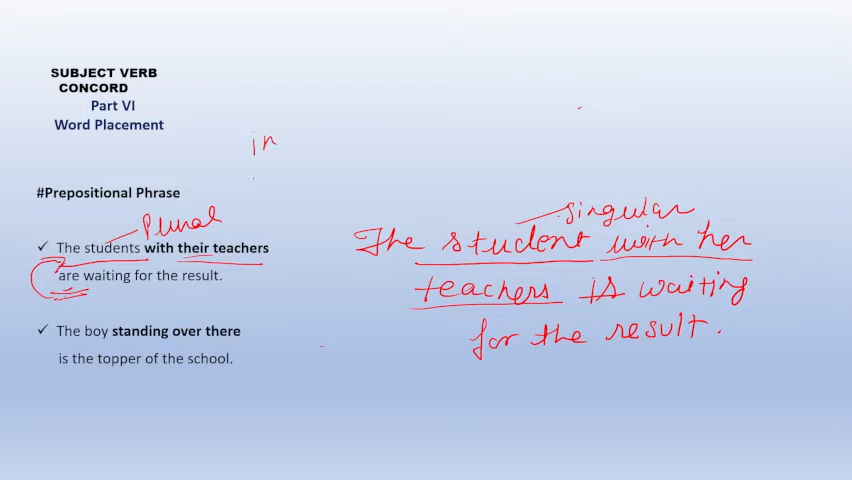 SUBJECT VERB
CONCORD
Part VI
Word Placement
in
#Prepositional Phrase
Plural
✓ The students with their teachers
are waiting for the result.
✓ The boy standing over there
is the topper of the school.
singular
The student with her
teachers is waiting
for the result.